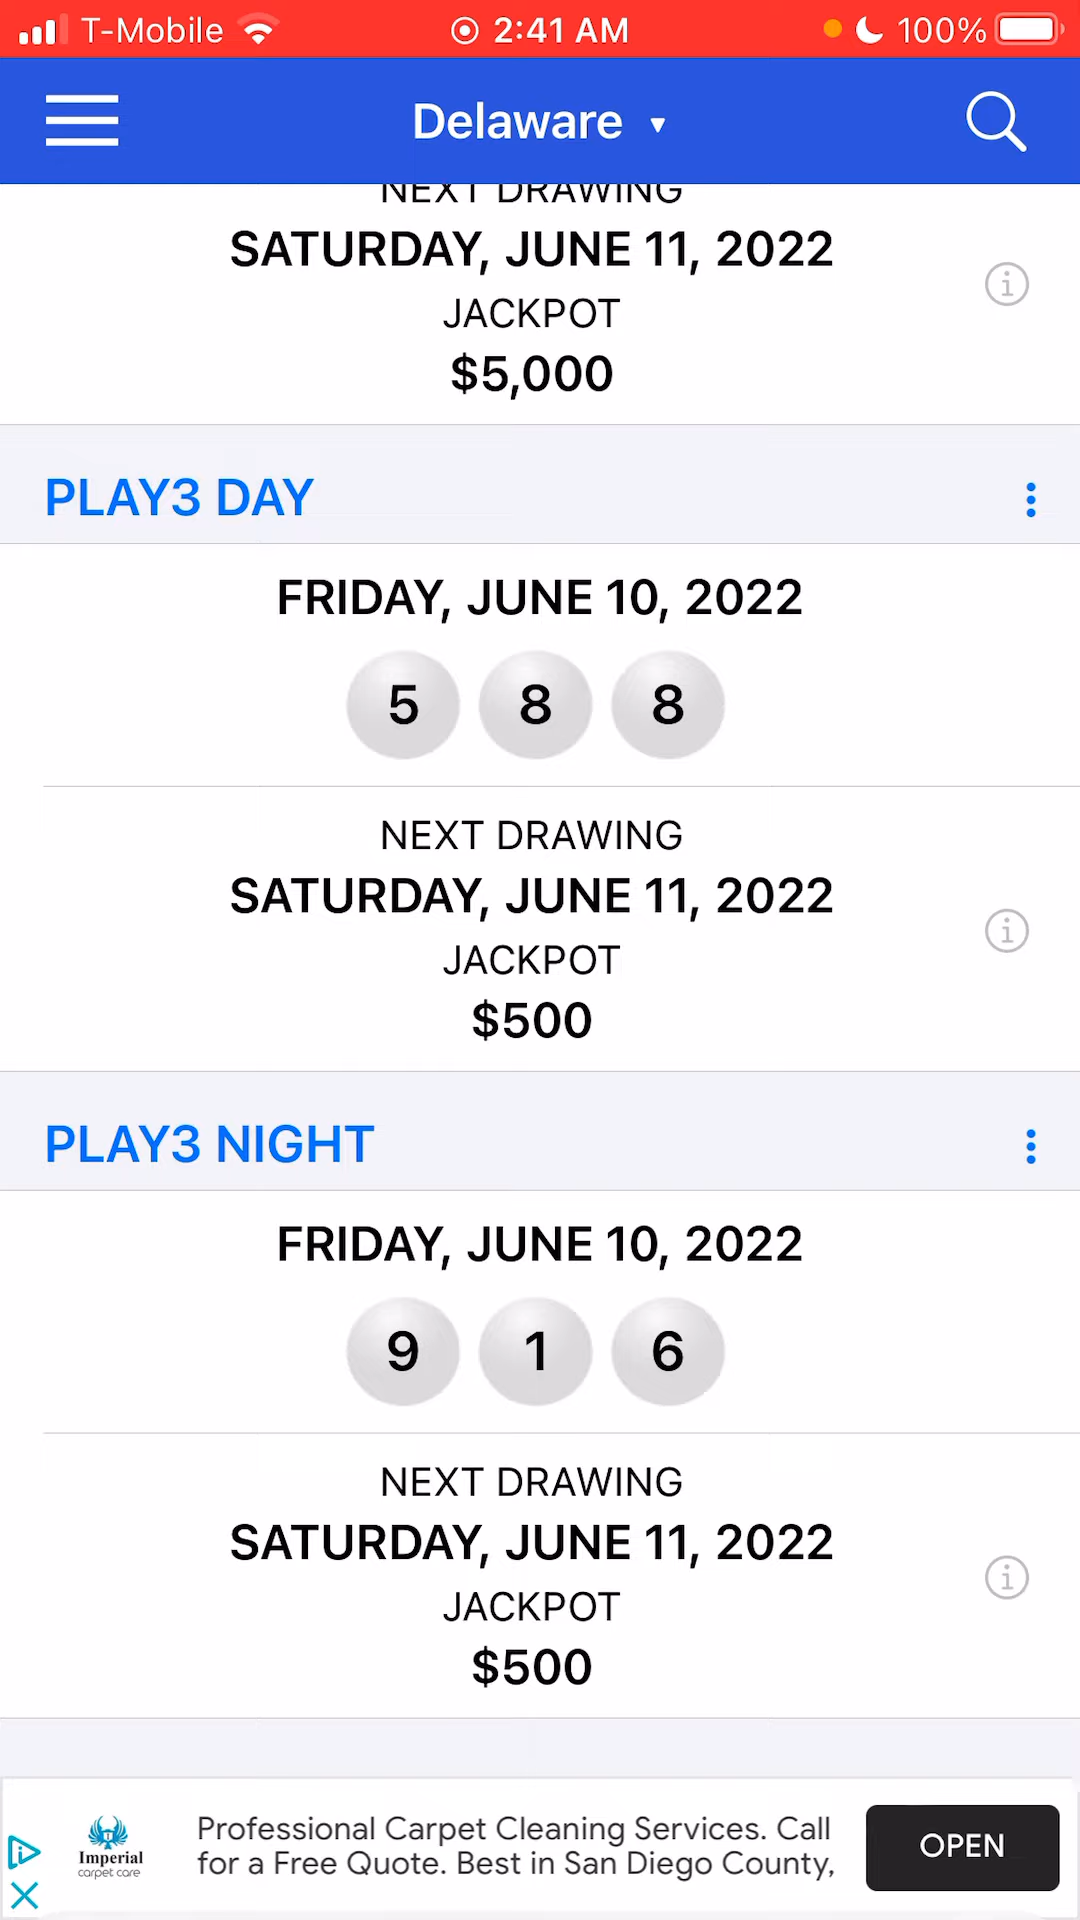 T-Mobile 2:41 AM 100%
Delaware ▼
NEXT DRAWING
SATURDAY, JUNE 11, 2022
JACKPOT
$5,000
PLAY3 DAY
FRIDAY, JUNE 10, 2022
5 8 8
NEXT DRAWING
SATURDAY, JUNE 11, 2022
JACKPOT
$500
PLAY3 NIGHT
FRIDAY, JUNE 10, 2022
9 1 6
NEXT DRAWING
SATURDAY, JUNE 11, 2022
JACKPOT
$500
Imperial
carpet care
Professional Carpet Cleaning Services. Call
for a Free Quote. Best in San Diego County,
OPEN